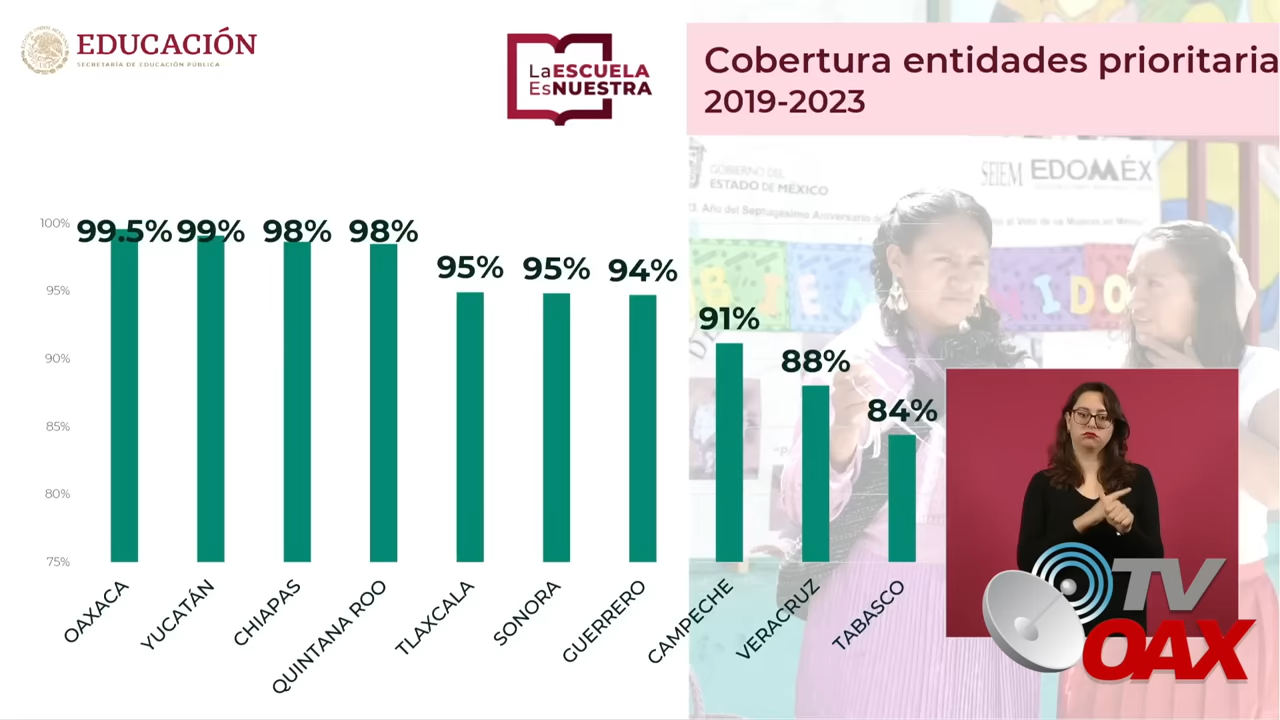 EDUCACIÓN
SECRETARÍA DE EDUCACIÓN PÚBLICA
LaESCUELA
EsNUESTRA
Cobertura entidades prioritaria
2019-2023
GOBIERNO DEL
ESTADO DE MÉXICO
SEIEM EDOMÉX
100%
95%
90%
85%
80%
75%
99.5% 99% 98% 98% 95% 95% 94% 91% 88% 84%
OAXACA
YUCATÁN
CHIAPAS
QUINTANA ROO
TLAXCALA
SONORA
GUERRERO
CAMPECHE
VERACRUZ
TABASCO
TV
OAX